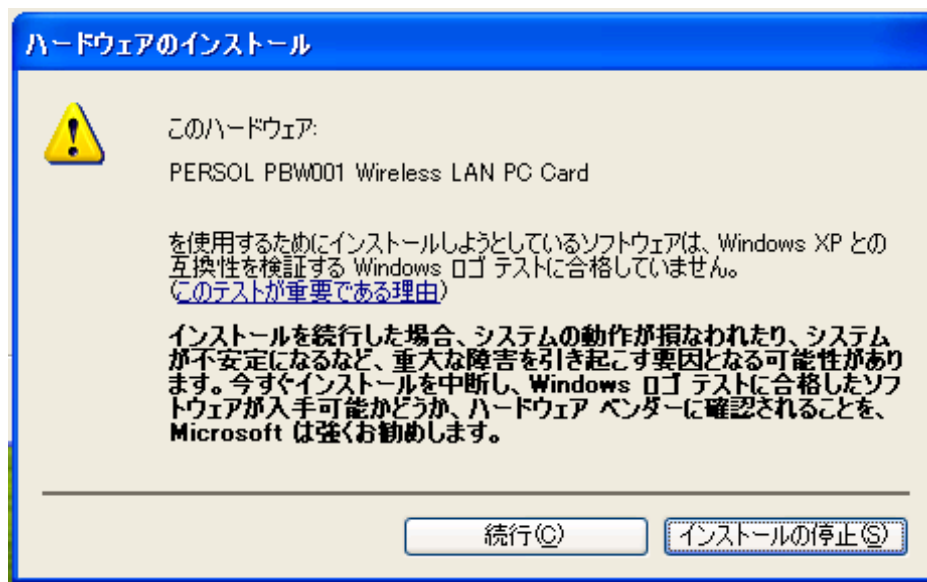 ハードウェアのインストール
このハードウェア:
PERSOL PBW001 Wireless LAN PC Card
を使用するためにインストールしようとしているソフトウェアは、Windows XP との
互換性を検証する Windows ロゴ テストに合格していません。
(このテストが重要である理由)
インストールを続行した場合、システムの動作が損なわれたり、システム
が不安定になるなど、重大な障害を引き起こす要因となる可能性があり
ます。今すぐインストールを中断し、Windows ロゴ テストに合格したソフ
トウェアが入手可能かどうか、ハードウェア ベンダーに確認されることを、
Microsoft は強くお勧めします。
続行(C) インストールの停止(S)